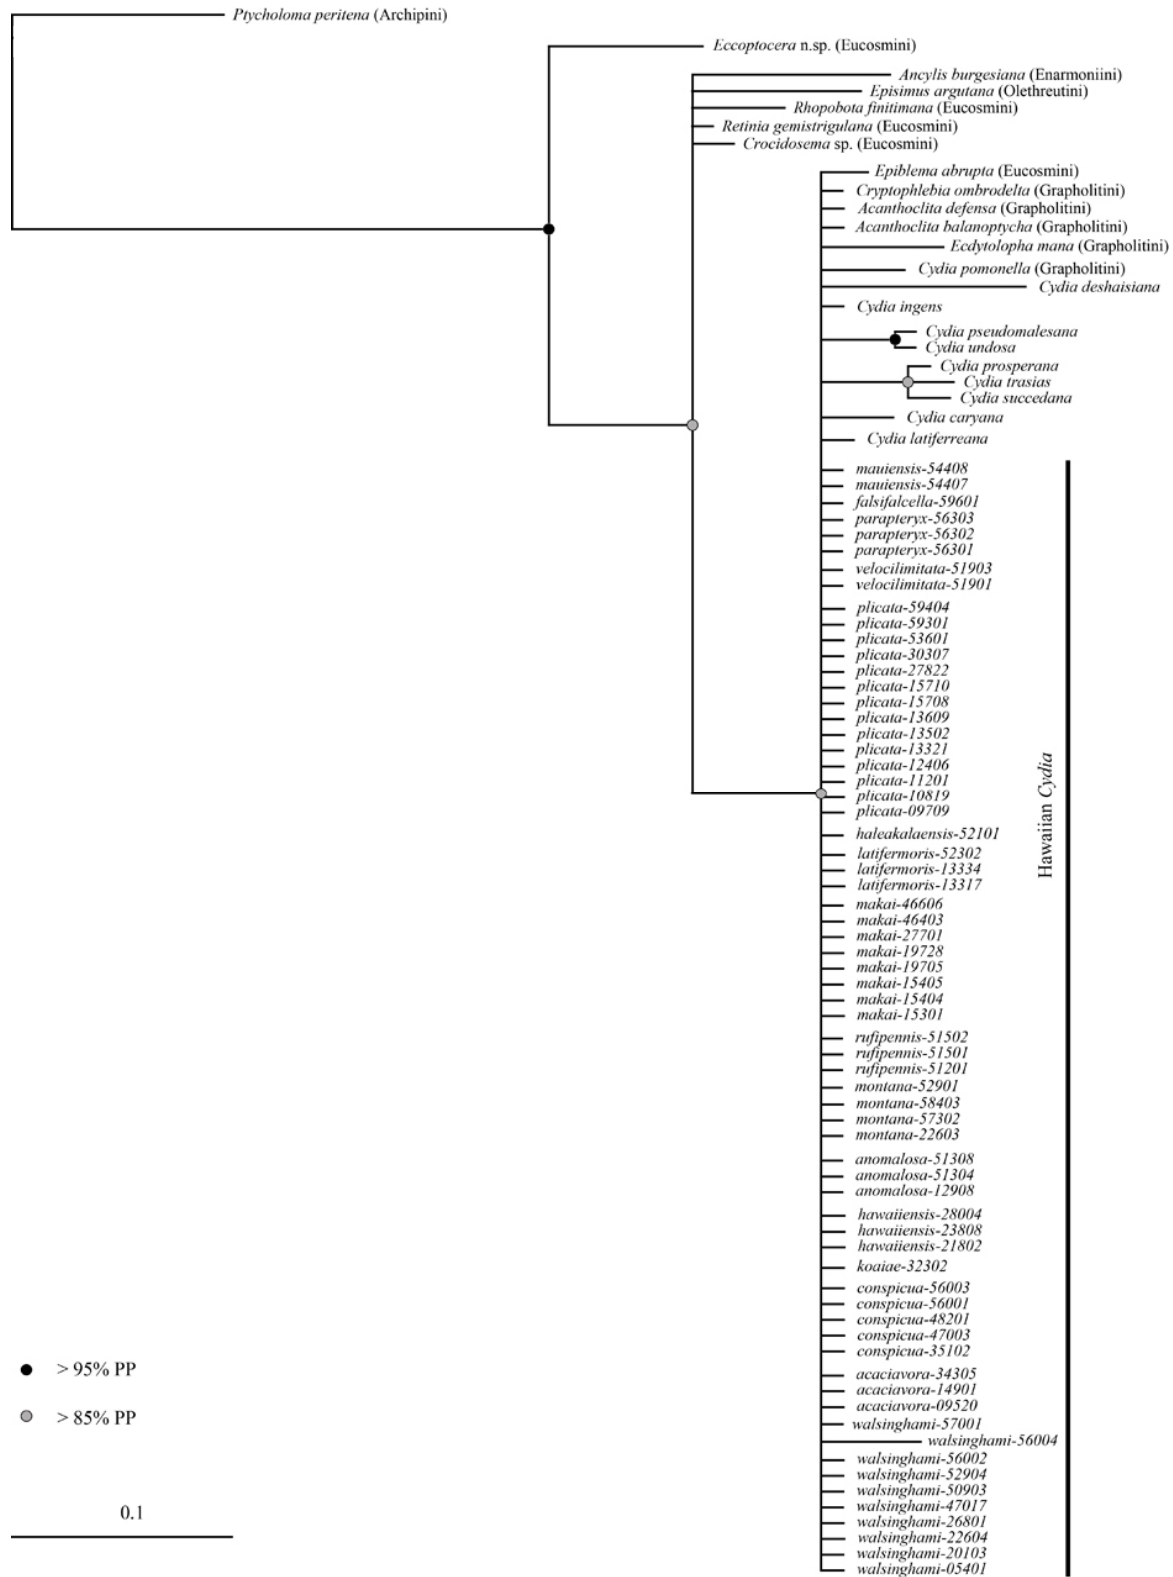 Ptycholoma peritena (Archipini)
Eccoptocera n.sp. (Eucosmini)
Ancylis burgesiana (Enarmoniini)
Episimus argutana (Olethreutini)
Rhopobota finitimana (Eucosmini)
Retinia gemistrigulana (Eucosmini)
Crocidosema sp. (Eucosmini)
Epiblema abrupta (Eucosmini)
Cryptophlebia ombrodelta (Grapholitini)
Acanthoclita defensa (Grapholitini)
Acanthoclita balanoptycha (Grapholitini)
Ecdytolopha mana (Grapholitini)
Cydia pomonella (Grapholitini)
Cydia deshaisiana
Cydia ingens
Cydia pseudomalesana
Cydia undosa
Cydia prosperana
Cydia trasias
Cydia succedana
Cydia caryana
Cydia latiferreana
mauiensis-54408
mauiensis-54407
falsifalcella-59601
parapteryx-56303
parapteryx-56302
parapteryx-56301
velocilimitata-51903
velocilimitata-51901
plicata-59404
plicata-59301
plicata-53601
plicata-30307
plicata-27822
plicata-15710
plicata-15708
plicata-13609
plicata-13502
plicata-13321
plicata-12406
plicata-11201
plicata-10819
plicata-09709
haleakalaensis-52101
latifermoris-52302
latifermoris-13334
latifermoris-13317
makai-46606
makai-46403
makai-27701
makai-19728
makai-19705
makai-15405
makai-15404
makai-15301
rufipennis-51502
rufipennis-51501
rufipennis-51201
montana-52901
montana-58403
montana-57302
montana-22603
anomalosa-51308
anomalosa-51304
anomalosa-12908
hawaiiensis-28004
hawaiiensis-23808
hawaiiensis-21802
koaiae-32302
conspicua-56003
conspicua-56001
conspicua-48201
conspicua-47003
conspicua-35102
acaciavora-34305
acaciavora-14901
acaciavora-09520
walsinghami-57001
walsinghami-56004
walsinghami-56002
walsinghami-52904
walsinghami-50903
walsinghami-47017
walsinghami-26801
walsinghami-22604
walsinghami-20103
walsinghami-05401
Hawaiian Cydia
> 95% PP
> 85% PP
0.1